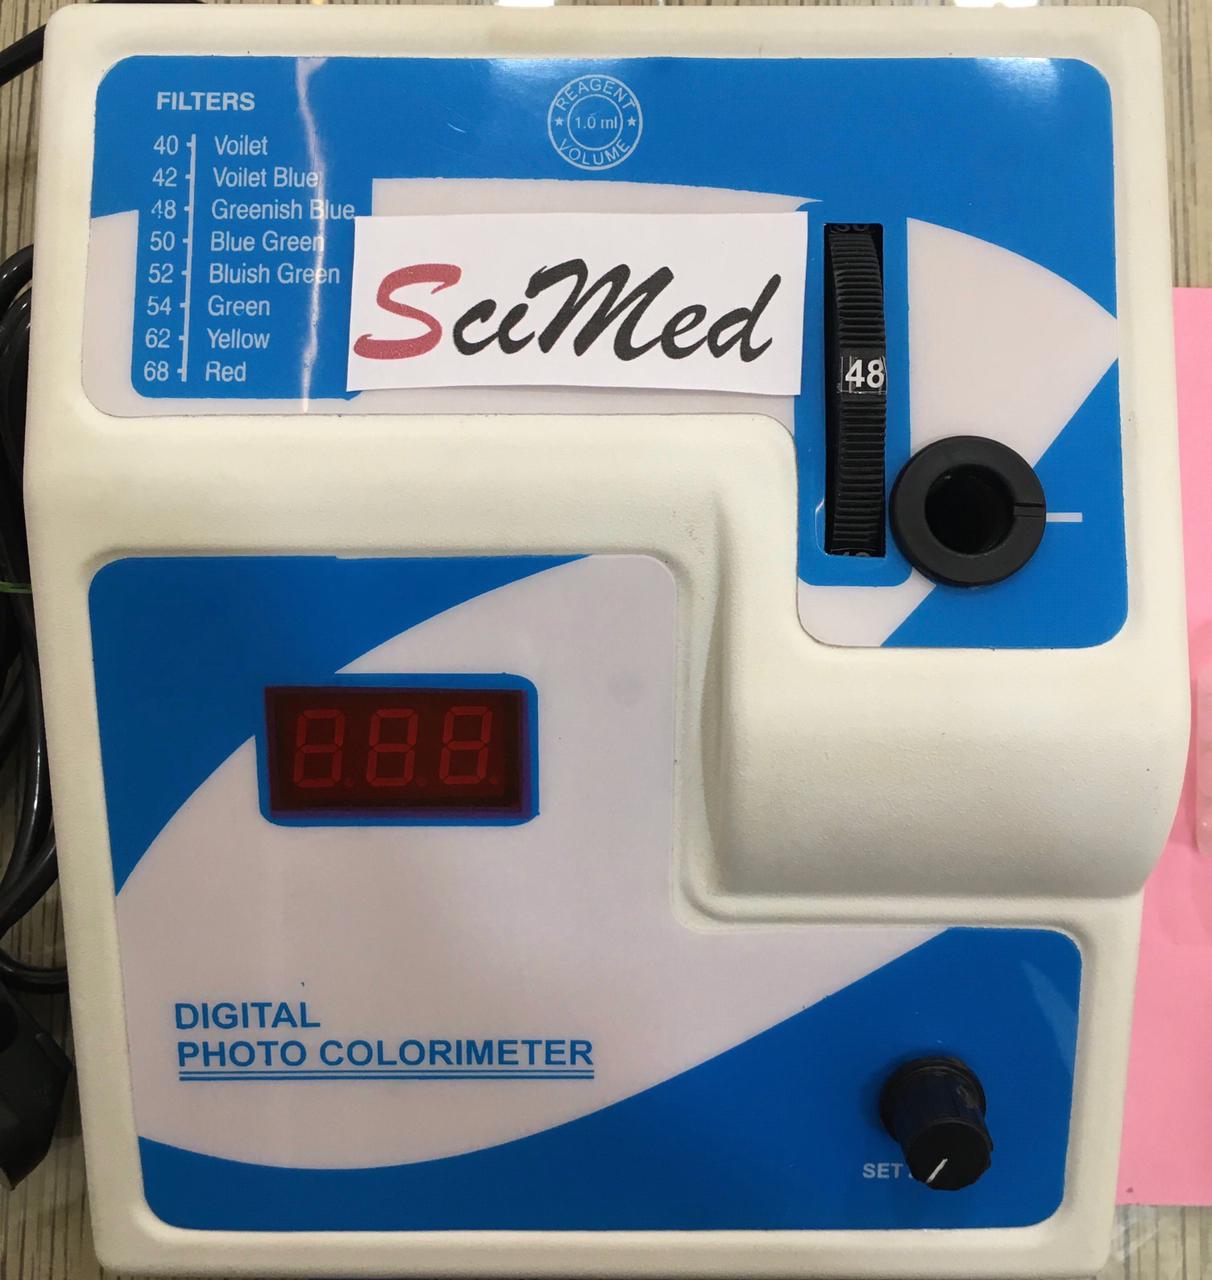 FILTERS
40 Voilet
42 Voilet Blue
48 Greenish Blue
50 Blue Green
52 Bluish Green
54 Green
62 Yellow
68 Red
REAGENT
1.0 ml
VOLUME
SciMed
48
DIGITAL
PHOTO COLORIMETER
SET